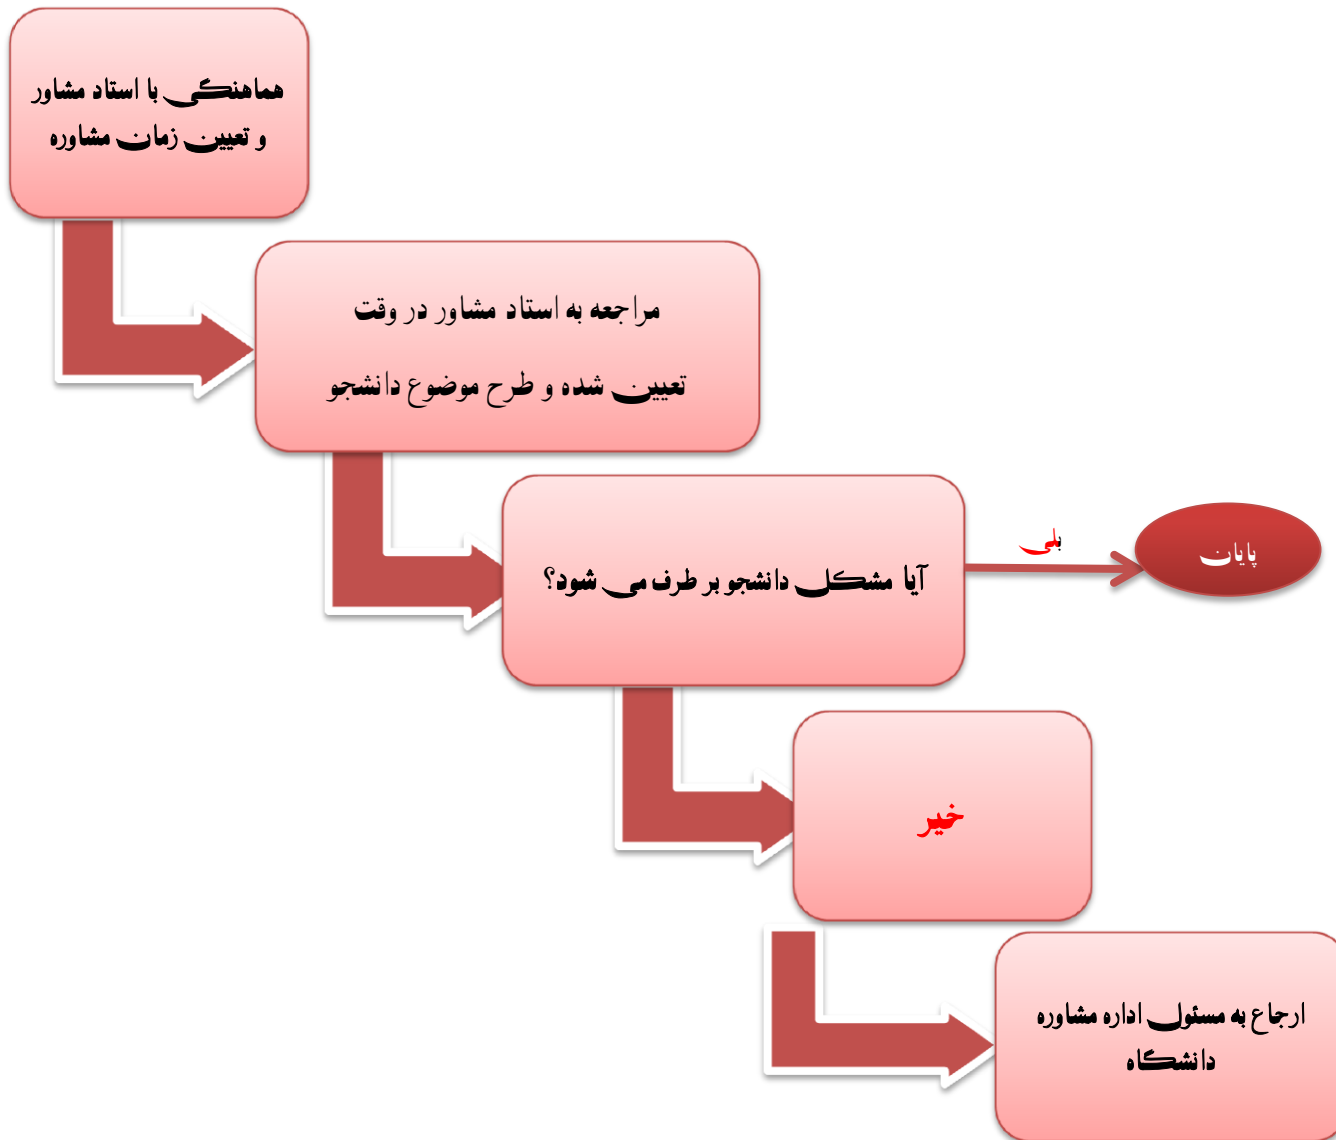 هماهنگی با استاد مشاور
و تعیین زمان مشاوره
مراجعه به استاد مشاور در وقت
تعیین شده و طرح موضوع دانشجو
آیا مشکل دانشجو بر طرف می شود؟
بلی
پایان
خیر
ارجاع به مسئول اداره مشاوره
دانشگاه